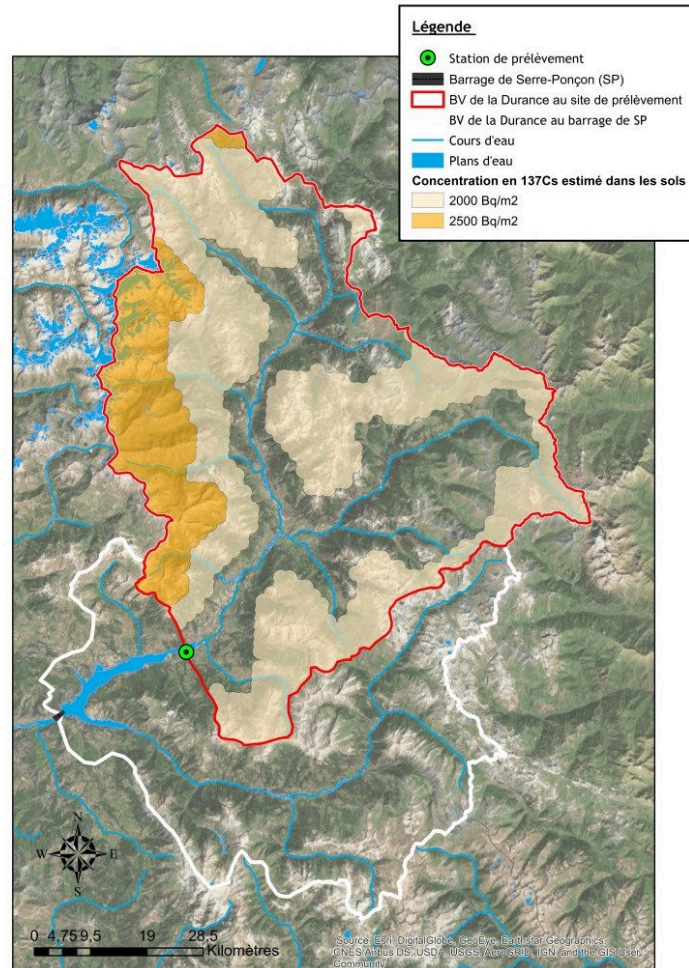 Légende
Station de prélèvement
Barrage de Serre-Ponçon (SP)
BV de la Durance au site de prélèvement
BV de la Durance au barrage de SP
Cours d'eau
Plans d'eau
Concentration en 137Cs estimé dans les sols
2000 Bq/m2
2500 Bq/m2
N
W E
S
0 4,75 9,5 19 28,5
Kilomètres
Source: Esri, DigitalGlobe, GeoEye, Earthstar Geographics,
CNES/Airbus DS, USDA, USGS, AeroGRID, IGN, and the GIS User
Community